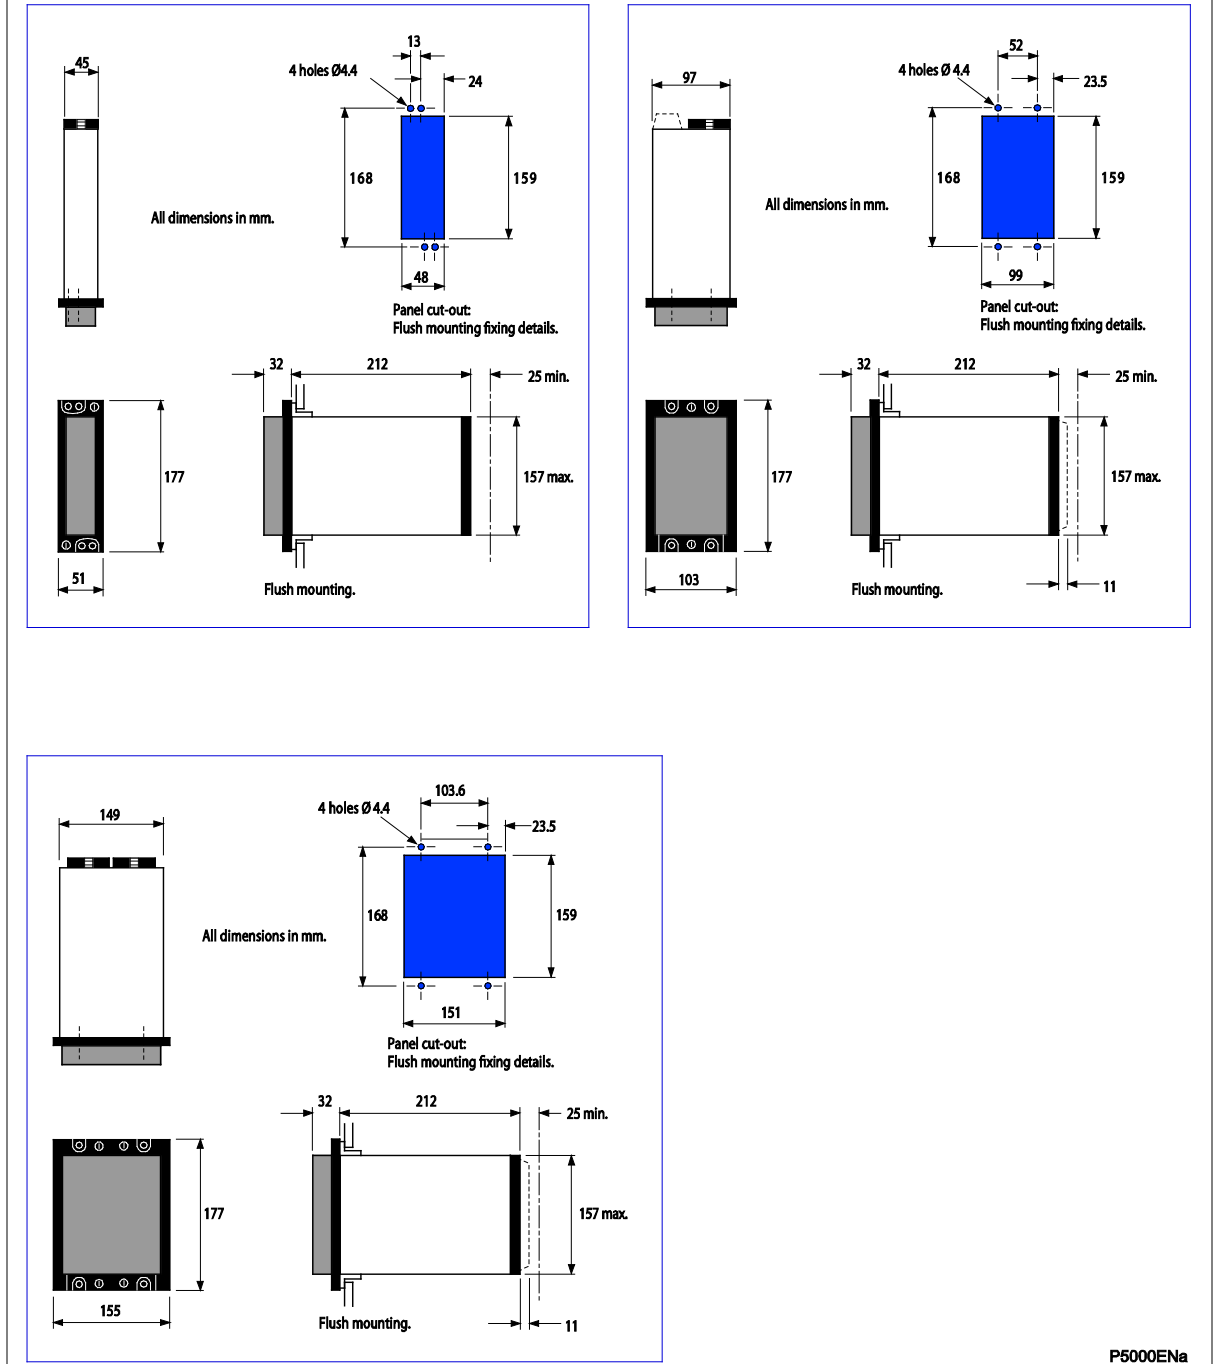 13
45
4 holes Ø4.4
24
168
159
All dimensions in mm.
48
Panel cut-out:
Flush mounting fixing details.
32
212
25 min.
177
157 max.
51
Flush mounting.
52
97
4 holes Ø 4.4
23.5
168
159
All dimensions in mm.
99
Panel cut-out:
Flush mounting fixing details.
32
212
25 min.
177
157 max.
103
11
Flush mounting.
103.6
149
4 holes Ø 4.4
23.5
168
159
All dimensions in mm.
151
Panel cut-out:
Flush mounting fixing details.
32
212
25 min.
177
157 max.
155
Flush mounting.
11
P5000ENa